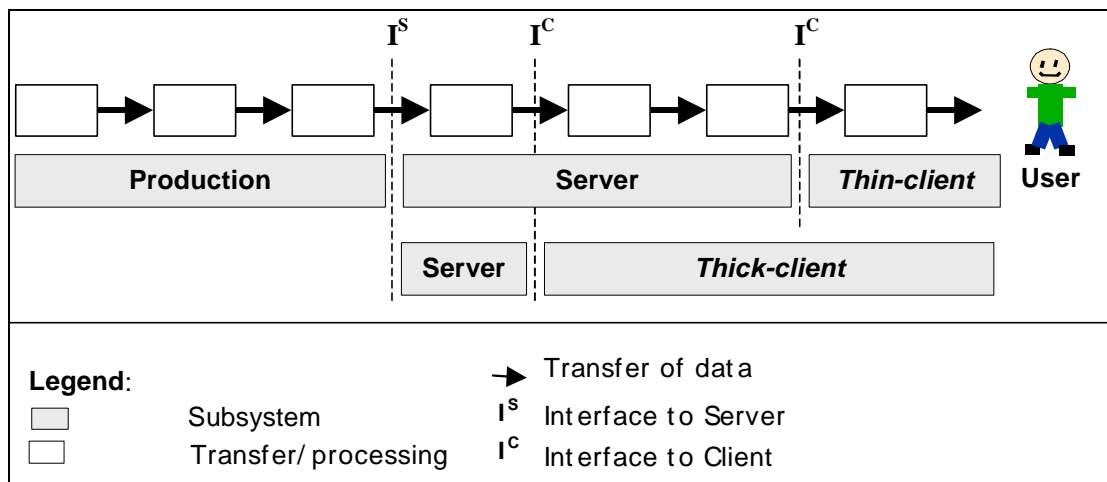 I^S I^C I^C
Production Server Thin-client User
Server Thick-client
Legend:
Subsystem
Transfer/processing
Transfer of data
I^S Interface to Server
I^C Interface to Client